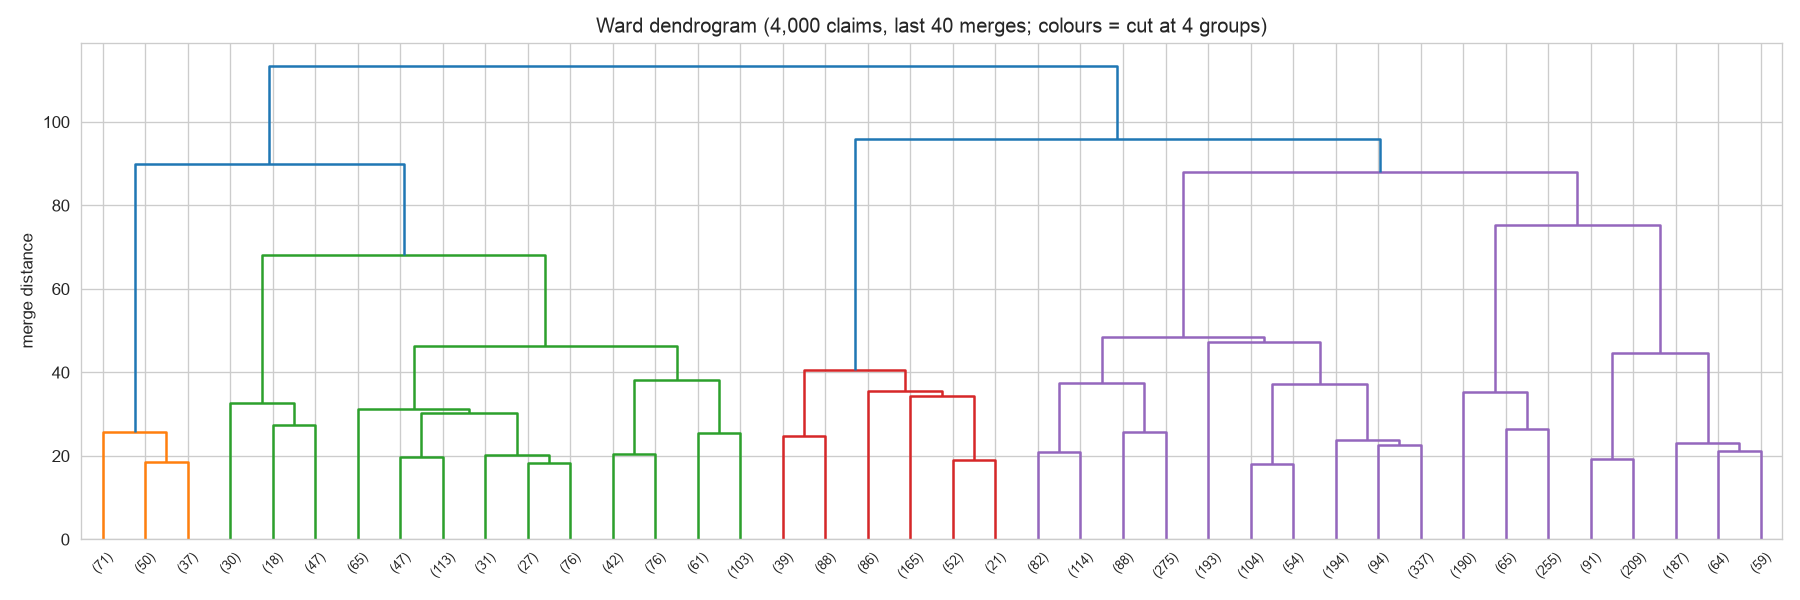 Ward dendrogram (4,000 claims, last 40 merges; colours = cut at 4 groups)
merge distance
100
80
60
40
20
0
(71) (50) (37) (30) (18) (47) (65) (47) (113) (31) (27) (76) (42) (76) (61) (103) (39) (88) (86) (165) (52) (21) (82) (114) (88) (275) (193) (104) (54) (194) (94) (337) (190) (65) (255) (91) (209) (187) (64) (59)